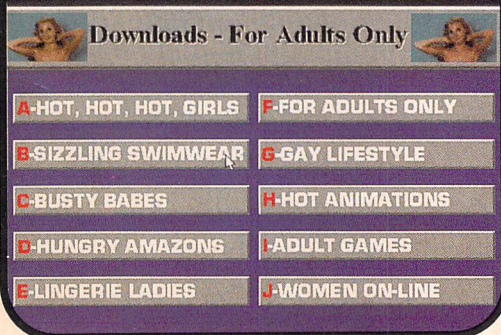 Downloads - For Adults Only
A-HOT, HOT, HOT, GIRLS
B-SIZZLING SWIMWEAR
C-BUSTY BABES
D-HUNGRY AMAZONS
E-LINGERIE LADIES
F-FOR ADULTS ONLY
G-GAY LIFESTYLE
H-HOT ANIMATIONS
I-ADULT GAMES
J-WOMEN ON-LINE